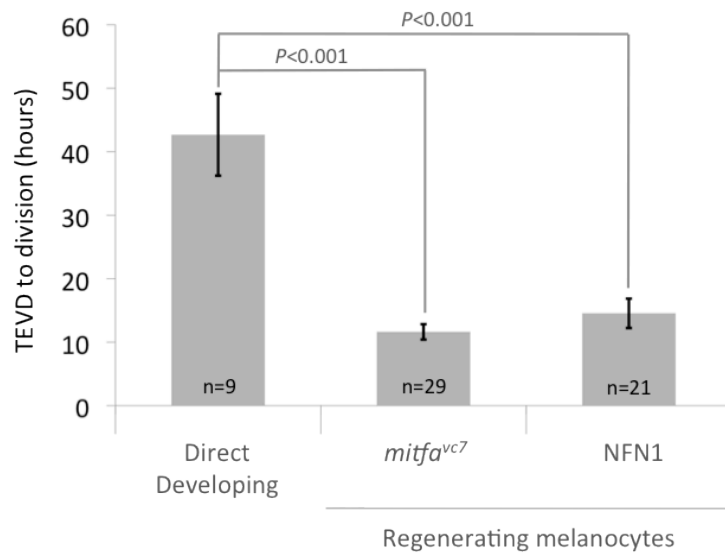 TEVD to division (hours)
60
50
40
30
20
10
0
P<0.001
P<0.001
n=9
n=29
n=21
Direct
Developing
mitfa^vc7
NFN1
Regenerating melanocytes